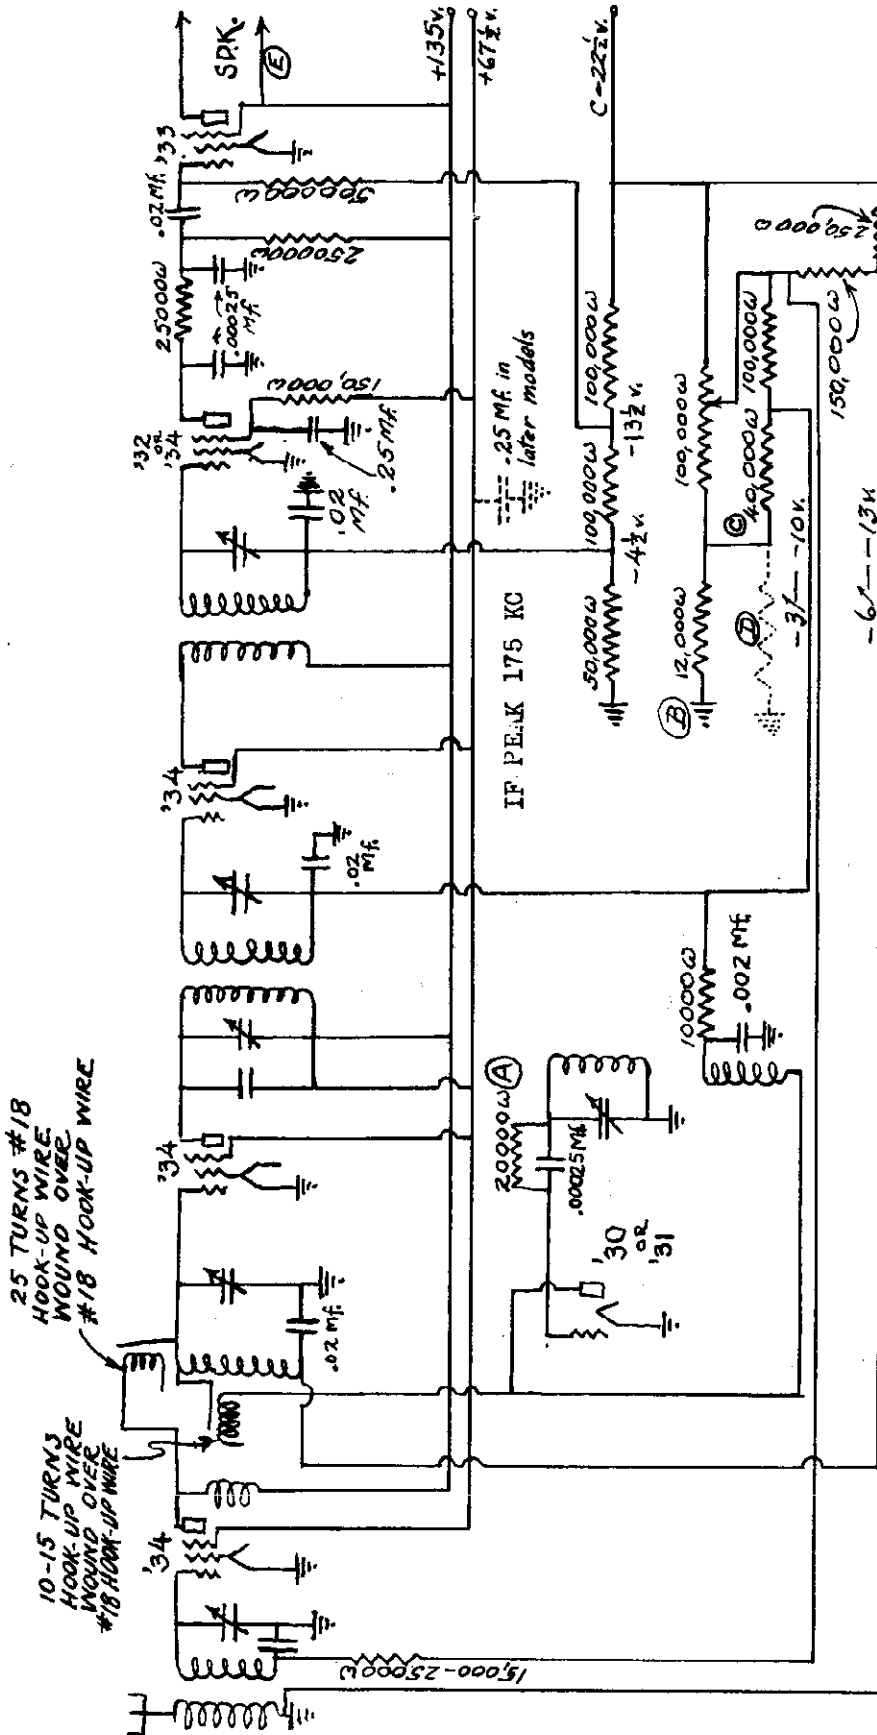 10-15 TURNS
HOOK-UP WIRE
WOUND OVER
#18 HOOK-UP WIRE
25 TURNS #18
HOOK-UP WIRE
WOUND OVER
#18 HOOK-UP WIRE
'34
'34
'34
'32
OR
'34
'33
25000ω
.00025
Mf.
.02 Mf.
250000ω
500000ω
SPK.
E
+135v.
+67½v.
C-22½v.
.02 Mf.
.02
Mf.
.02
Mf.
150,000ω
.25 Mf.
.25 Mf. in
later models
IF PEAK 175 KC
50,000ω
-4½v.
100,000ω
-13½v.
100,000ω
B
12,000ω
100,000ω
D
C
40,000ω
100,000ω
-3 -10v.
150,000ω
250,000ω
-6 -13v.
20000ω
A
.00025 Mf.
'30
OR
'31
10000ω
.002 Mf.
15,000-25000ω